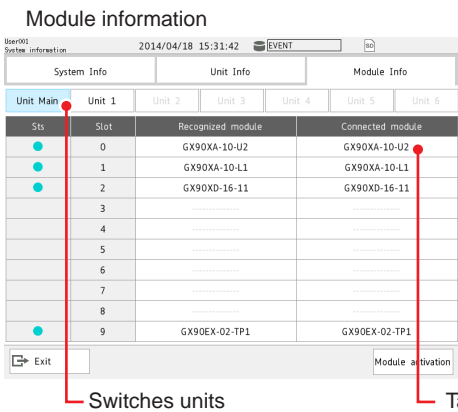 Module information
User001
System information
2014/04/18 15:31:42
EVENT
SD
System Info Unit Info Module Info
Unit Main Unit 1 Unit 2 Unit 3 Unit 4 Unit 5 Unit 6
Sts Slot Recognized module Connected module
0 GX90XA-10-U2 GX90XA-10-U2
1 GX90XA-10-L1 GX90XA-10-L1
2 GX90XD-16-11 GX90XD-16-11
3 ------------- -------------
4 ------------- -------------
5 ------------- -------------
6 ------------- -------------
7 ------------- -------------
8 ------------- -------------
9 GX90EX-02-TP1 GX90EX-02-TP1
Exit Module activation
Switches units